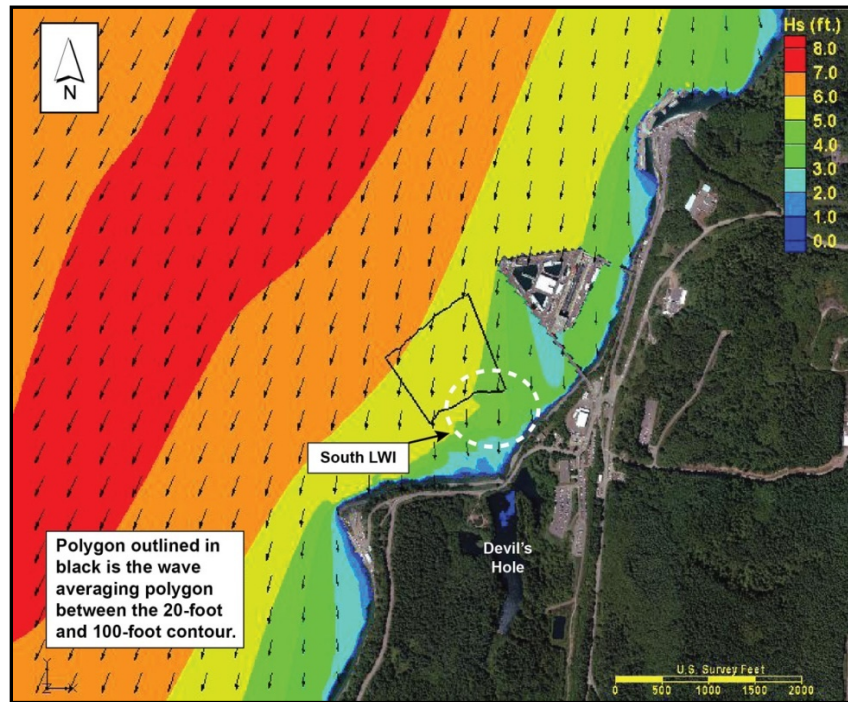 N
Hs (ft.)
8.0
7.0
6.0
5.0
4.0
3.0
2.0
1.0
0.0
South LWI
Polygon outlined in
black is the wave
averaging polygon
between the 20-foot
and 100-foot contour.
Devil's
Hole
Y
X
U.S. Survey Feet
0 500 1000 1500 2000